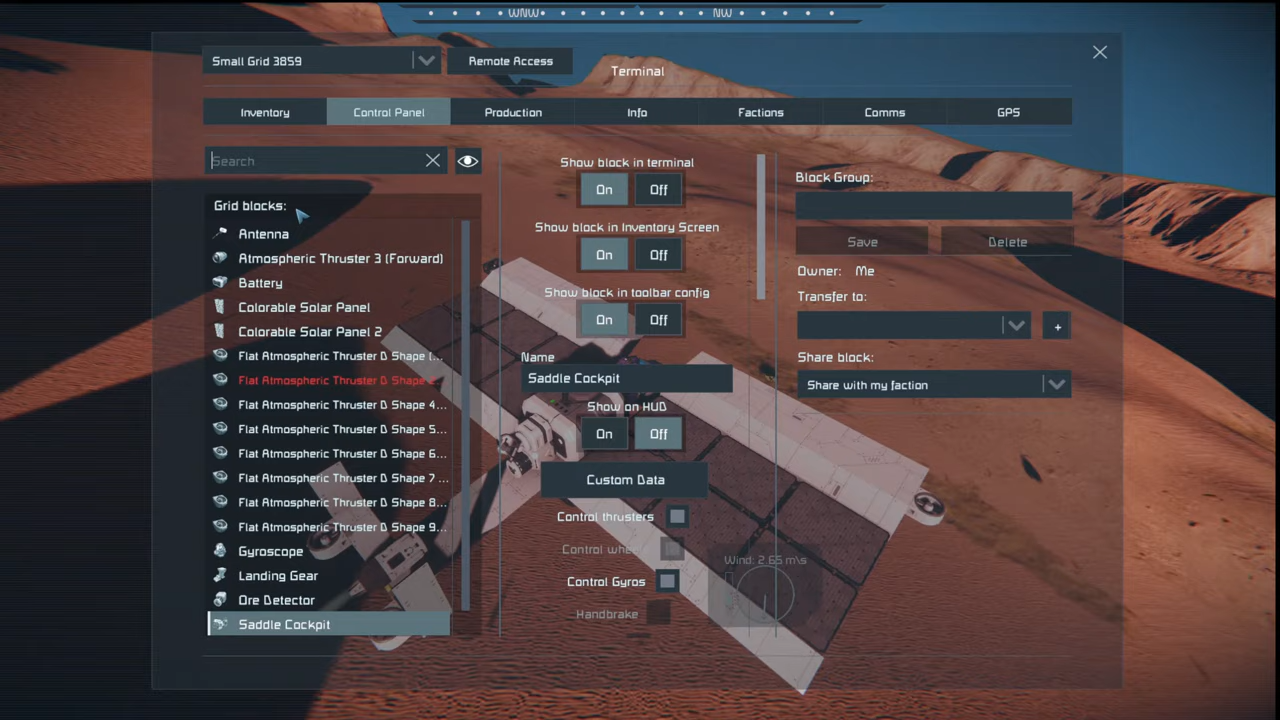 WNW NW
Small Grid 3859
Remote Access
Terminal
Inventory Control Panel Production Info Factions Comms GPS
Search
Grid blocks:
Antenna
Atmospheric Thruster 3 (Forward)
Battery
Colorable Solar Panel
Colorable Solar Panel 2
Flat Atmospheric Thruster D Shape (...
Flat Atmospheric Thruster D Shape 2...
Flat Atmospheric Thruster D Shape 4...
Flat Atmospheric Thruster D Shape 5...
Flat Atmospheric Thruster D Shape 6...
Flat Atmospheric Thruster D Shape 7 ...
Flat Atmospheric Thruster D Shape 8...
Flat Atmospheric Thruster D Shape 9...
Gyroscope
Landing Gear
Ore Detector
Saddle Cockpit
Show block in terminal
On Off
Show block in Inventory Screen
On Off
Show block in toolbar config
On Off
Name
Saddle Cockpit
Show on HUD
On Off
Custom Data
Control thrusters
Control wheels
Control Gyros
Handbrake
Wind: 2.65 m/s
Block Group:
Save Delete
Owner: Me
Transfer to:
+
Share block:
Share with my faction